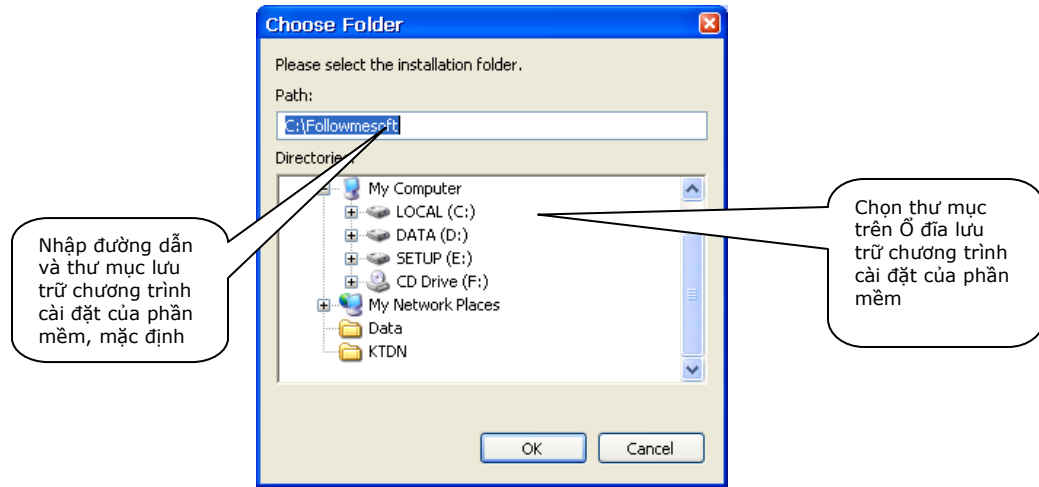 Choose Folder
Please select the installation folder.
Path:
C:\Followmesoft
Directories:
My Computer
LOCAL (C:)
DATA (D:)
SETUP (E:)
CD Drive (F:)
My Network Places
Data
KTDN
OK
Cancel
Nhập đường dẫn
và thư mục lưu
trữ chương trình
cài đặt của phần
mềm, mặc định
Chọn thư mục
trên Ổ đĩa lưu
trữ chương trình
cài đặt của phần
mềm